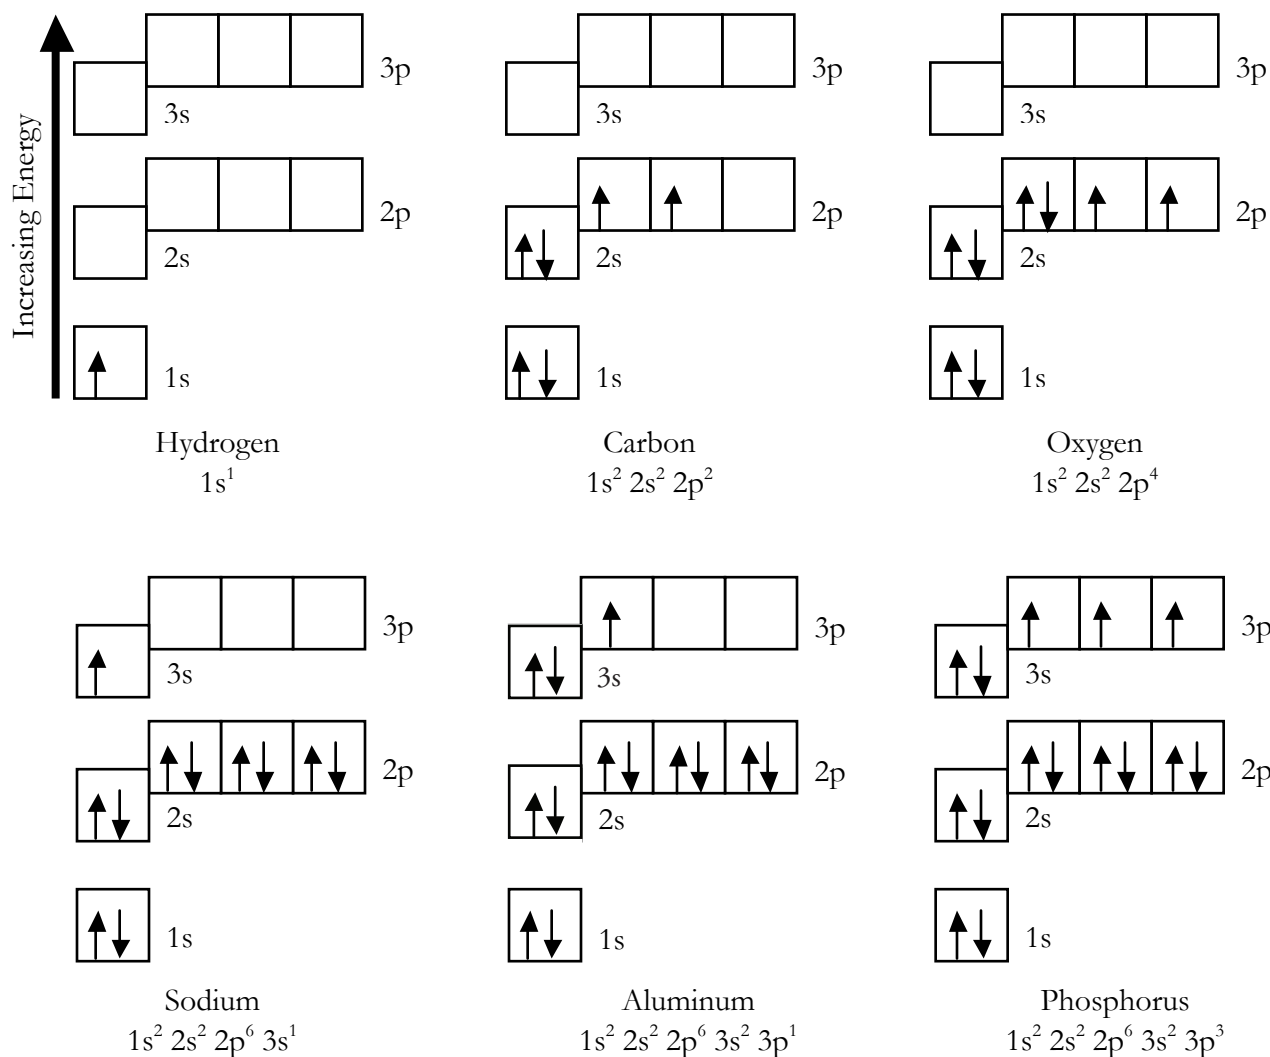 Increasing Energy
3p
3s
2p
2s
1s
Hydrogen
1s¹
3p
3s
2p
2s
1s
Carbon
1s² 2s² 2p²
3p
3s
2p
2s
1s
Oxygen
1s² 2s² 2p⁴
3p
3s
2p
2s
1s
Sodium
1s² 2s² 2p⁶ 3s¹
3p
3s
2p
2s
1s
Aluminum
1s² 2s² 2p⁶ 3s² 3p¹
3p
3s
2p
2s
1s
Phosphorus
1s² 2s² 2p⁶ 3s² 3p³